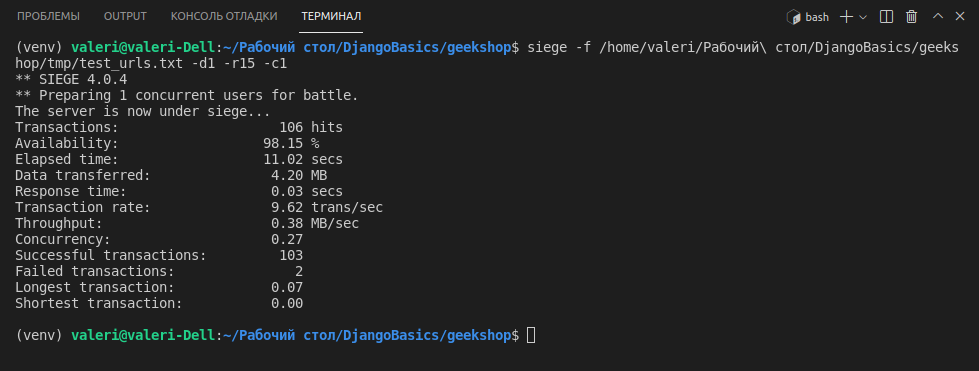 ПРОБЛЕМЫ OUTPUT КОНСОЛЬ ОТЛАДКИ ТЕРМИНАЛ bash
(venv) valeri@valeri-Dell:~/Рабочий стол/DjangoBasics/geekshop$ siege -f /home/valeri/Рабочий\ стол/DjangoBasics/geeks
hop/tmp/test_urls.txt -d1 -r15 -c1
** SIEGE 4.0.4
** Preparing 1 concurrent users for battle.
The server is now under siege...
Transactions: 106 hits
Availability: 98.15 %
Elapsed time: 11.02 secs
Data transferred: 4.20 MB
Response time: 0.03 secs
Transaction rate: 9.62 trans/sec
Throughput: 0.38 MB/sec
Concurrency: 0.27
Successful transactions: 103
Failed transactions: 2
Longest transaction: 0.07
Shortest transaction: 0.00
(venv) valeri@valeri-Dell:~/Рабочий стол/DjangoBasics/geekshop$